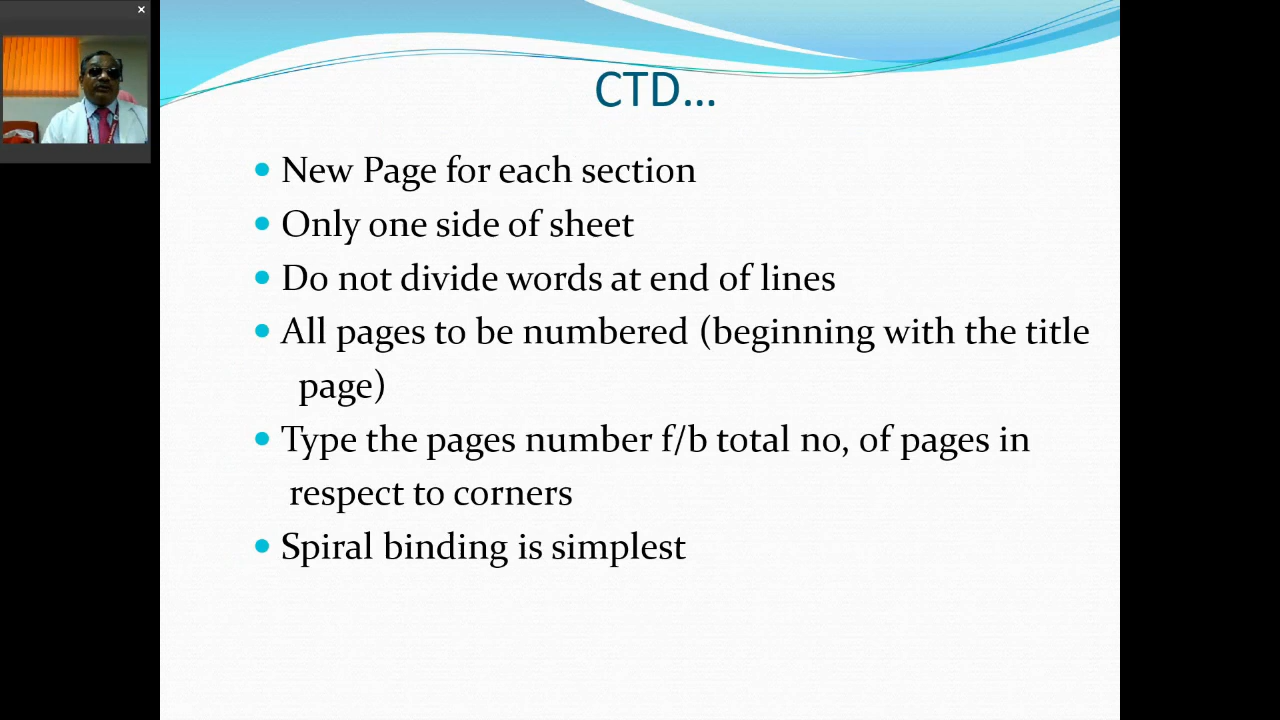 CTD...
New Page for each section
Only one side of sheet
Do not divide words at end of lines
All pages to be numbered (beginning with the title
page)
Type the pages number f/b total no, of pages in
respect to corners
Spiral binding is simplest